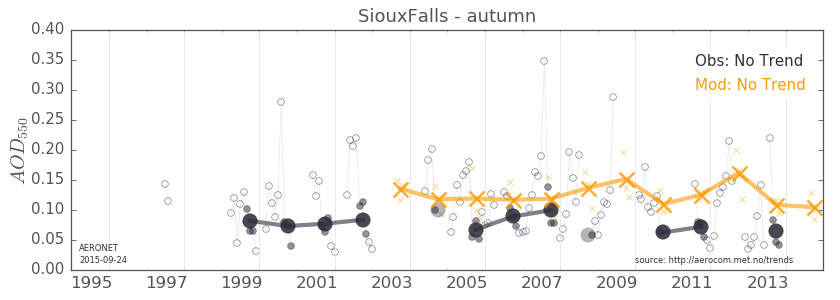 SiouxFalls - autumn
0.40
0.35
0.30
0.25
0.20
0.15
0.10
0.05
0.00
AOD550
Obs: No Trend
Mod: No Trend
AERONET
2015-09-24
source: http://aerocom.met.no/trends
1995 1997 1999 2001 2003 2005 2007 2009 2011 2013